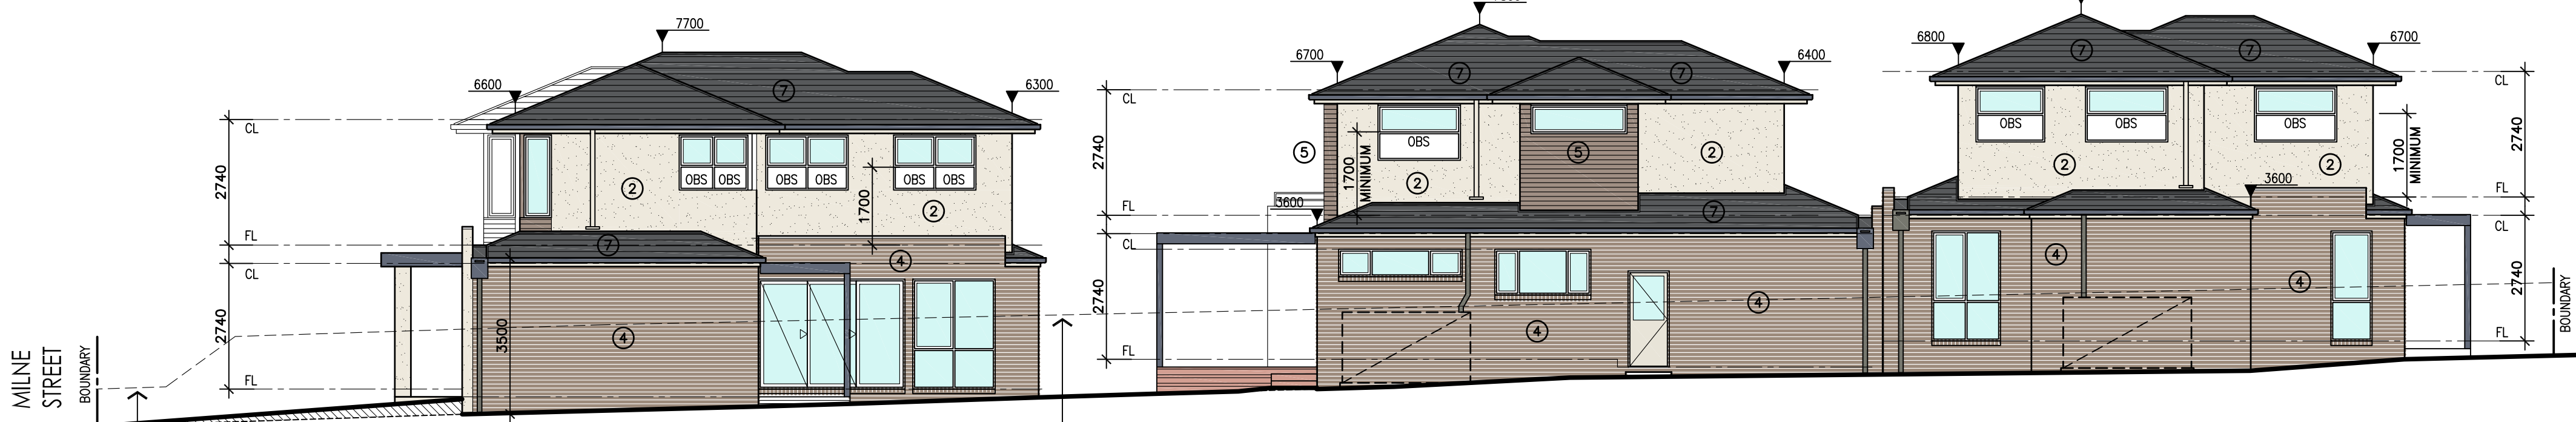 MILNE
STREET
BOUNDARY
7700
6600
6300
7
CL
2740
OBS OBS
OBS OBS
OBS OBS
2
1700
2
FL
7
CL
4
2740
3500
4
FL
6700
6400
7
7
CL
2740
5
1700
MINIMUM
OBS
2
5
2
FL
3600
7
CL
2740
4
4
FL
6800
6700
7
7
CL
OBS
OBS
OBS
2740
1700
MINIMUM
2
2
3600
FL
CL
4
4
2740
FL
BOUNDARY